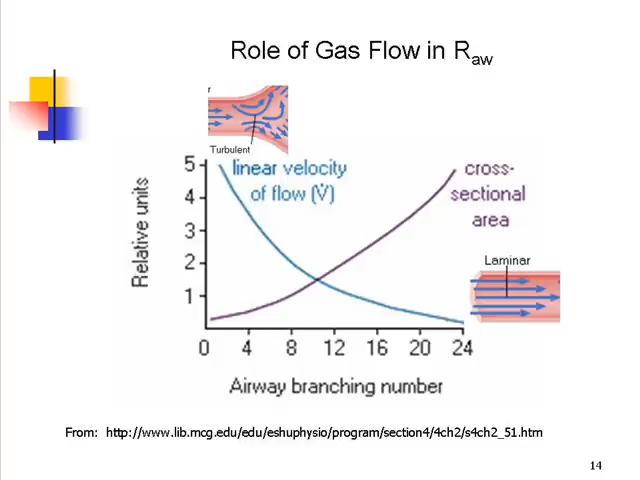 Role of Gas Flow in Raw
r
Turbulent
linear velocity
of flow (V̇)
cross-
sectional
area
Laminar
Relative units
5
4
3
2
1
0 4 8 12 16 20 24
Airway branching number
From: http://www.lib.mcg.edu/edu/eshuphysio/program/section4/4ch2/s4ch2_51.htm
14